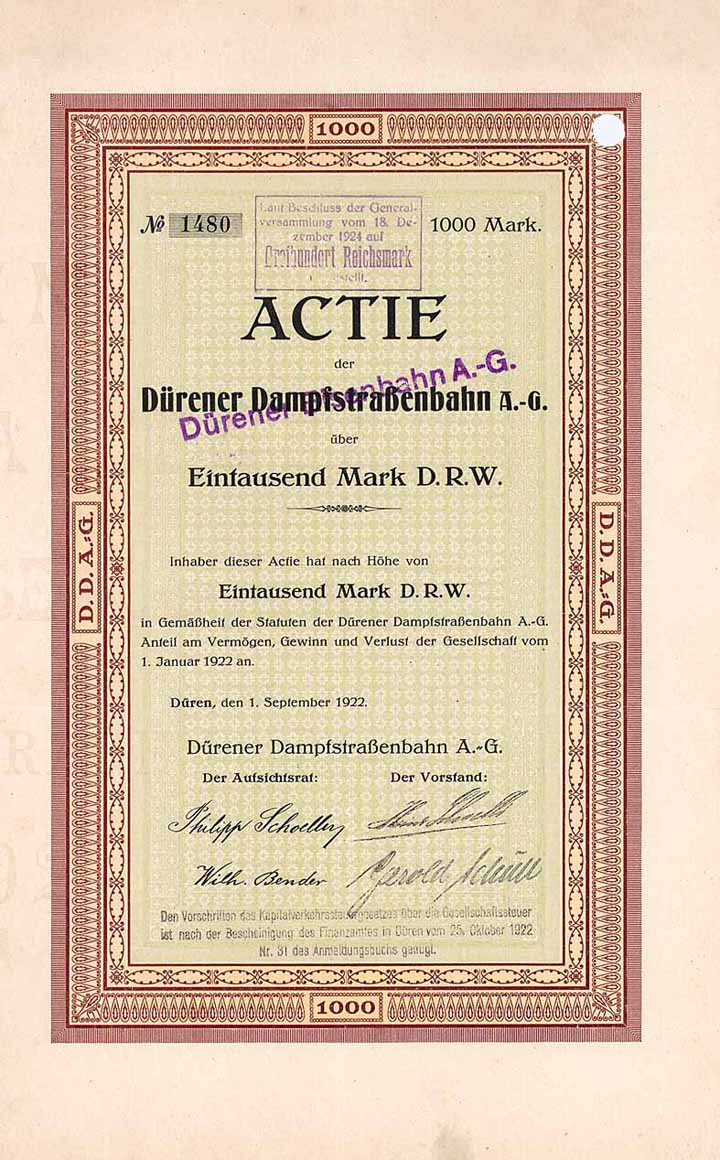 1000
№ 1480
Laut Beschluss der General-
versammlung vom 18. De-
zember 1924 auf
Dreihundert Reichsmark
1000 Mark.
ACTIE
der
Dürener Dampfstraßenbahn A.-G.
Dürener Eisenbahn A.-G.
über
Eintausend Mark D.R.W.
D. D. A.-G.
D. D. A.-G.
Inhaber dieser Actie hat nach Höhe von
Eintausend Mark D.R.W.
in Gemäßheit der Statuten der Dürener Dampfstraßenbahn A.-G.
Anteil am Vermögen, Gewinn und Verlust der Gesellschaft vom
1. Januar 1922 an.
Düren, den 1. September 1922.
Dürener Dampfstraßenbahn A.-G.
Der Aufsichtsrat: Der Vorstand:
Philipp Schoeller
Wilh. Bender Gerold Schüll
Den Vorschriften des Kapitalverkehrssteuergesetzes über die Gesellschaftssteuer
ist nach der Bescheinigung des Finanzamtes in Düren vom 25. Oktober 1922
Nr. 31 des Anmeldungsbuchs genügt.
1000